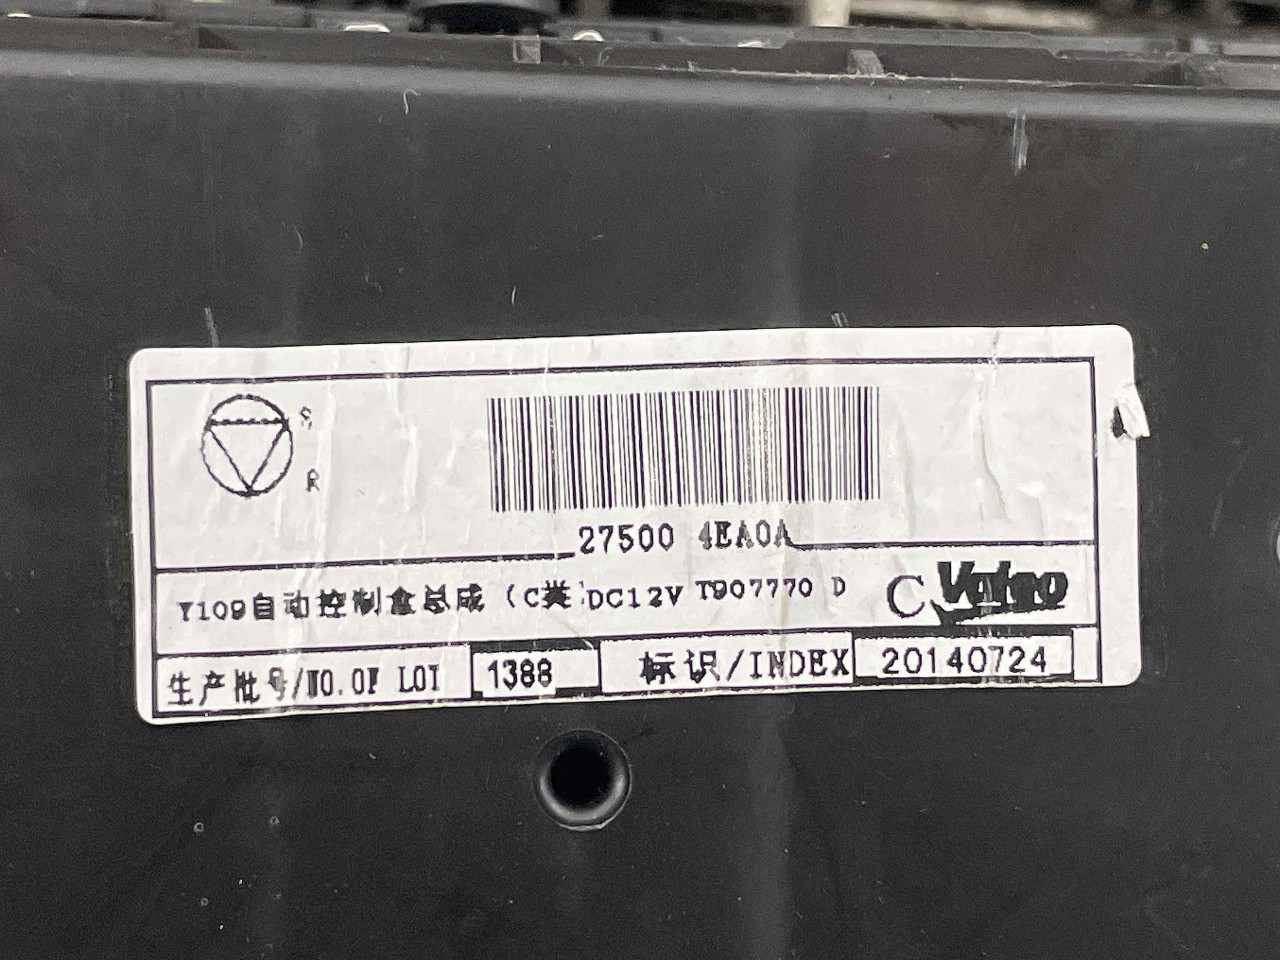 S
R
27500 4EA0A
Y109自动控制盒总成（C类）DC12V T907770 D C Valeo
生产批号/NO.OF LOT 1388 标识/INDEX 20140724